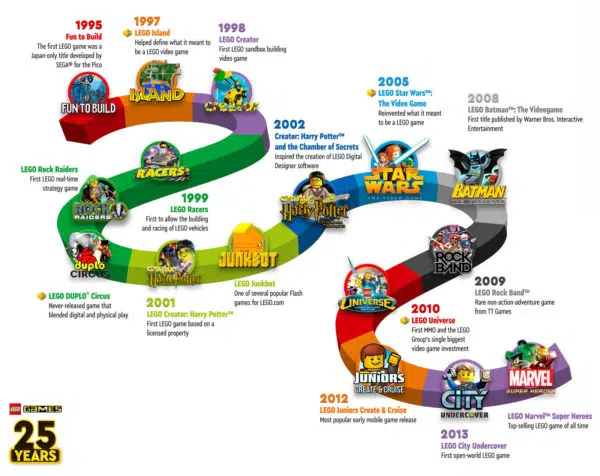 1995
Fun to Build
The first LEGO game was a
Japan-only title developed by
SEGA® for the Pico
FUN TO BUILD
1997
LEGO Island
Helped define what it meant to
be a LEGO video game
ISLAND
1998
LEGO Creator
First LEGO sandbox building
video game
Creator
LEGO Rock Raiders
First LEGO real-time
strategy game
ROCK
RAIDERS
RACERS
1999
LEGO Racers
First to allow the building
and racing of LEGO vehicles
duplo
CIRCUS
LEGO DUPLO® Circus
Never-released game that
blended digital and physical play
Creator
Harry Potter
2001
LEGO Creator: Harry Potter™
First LEGO game based on a
licensed property
JUNKBOT
LEGO Junkbot
One of several popular Flash
games for LEGO.com
2002
Creator: Harry Potter™
and the Chamber of Secrets
Inspired the creation of LEGO Digital
Designer software
Creator
Harry Potter
2005
LEGO Star Wars™:
The Video Game
Reinvented what it meant
to be a LEGO game
STAR
WARS
THE VIDEO GAME
2008
LEGO Batman™: The Videogame
First title published by Warner Bros. Interactive
Entertainment
BATMAN
ROCK
BAND
2009
LEGO Rock Band™
Rare non-action-adventure game
from TT Games
UNIVERSE
2010
LEGO Universe
First MMO and the LEGO
Group's single biggest
video game investment
JUNIORS
CREATE & CRUISE
2012
LEGO Juniors Create & Cruise
Most popular early mobile game release
CITY
UNDERCOVER
2013
LEGO City Undercover
First open-world LEGO game
MARVEL
SUPER HEROES
LEGO Marvel™ Super Heroes
Top-selling LEGO game of all time
LEGO GAMES
25
YEARS